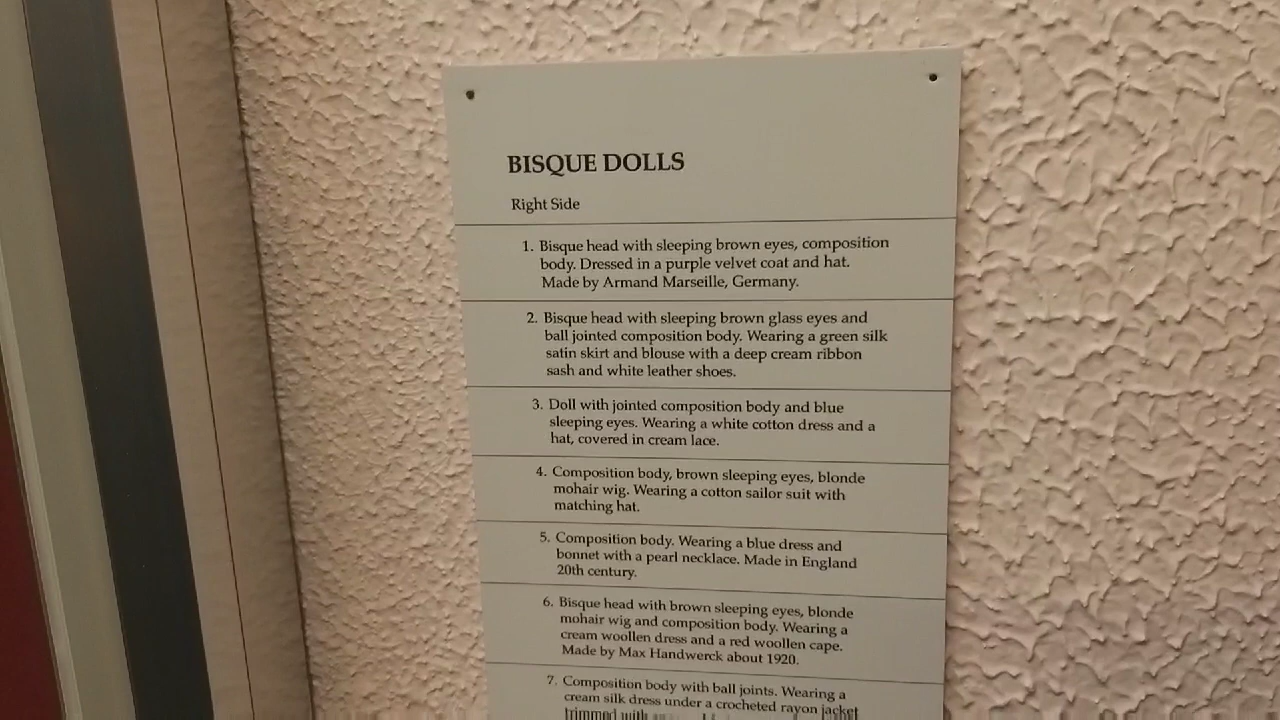 BISQUE DOLLS
Right Side
1. Bisque head with sleeping brown eyes, composition
body. Dressed in a purple velvet coat and hat.
Made by Armand Marseille, Germany.
2. Bisque head with sleeping brown glass eyes and
ball jointed composition body. Wearing a green silk
satin skirt and blouse with a deep cream ribbon
sash and white leather shoes.
3. Doll with jointed composition body and blue
sleeping eyes. Wearing a white cotton dress and a
hat, covered in cream lace.
4. Composition body, brown sleeping eyes, blonde
mohair wig. Wearing a cotton sailor suit with
matching hat.
5. Composition body. Wearing a blue dress and
bonnet with a pearl necklace. Made in England
20th century.
6. Bisque head with brown sleeping eyes, blonde
mohair wig and composition body. Wearing a
cream woollen dress and a red woollen cape.
Made by Max Handwerck about 1920.
7. Composition body with ball joints. Wearing a
cream silk dress under a crocheted rayon jacket
trimmed with